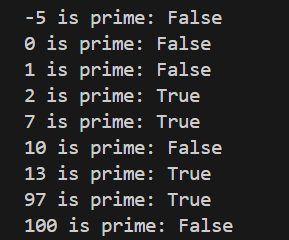 -5 is prime: False
0 is prime: False
1 is prime: False
2 is prime: True
7 is prime: True
10 is prime: False
13 is prime: True
97 is prime: True
100 is prime: False